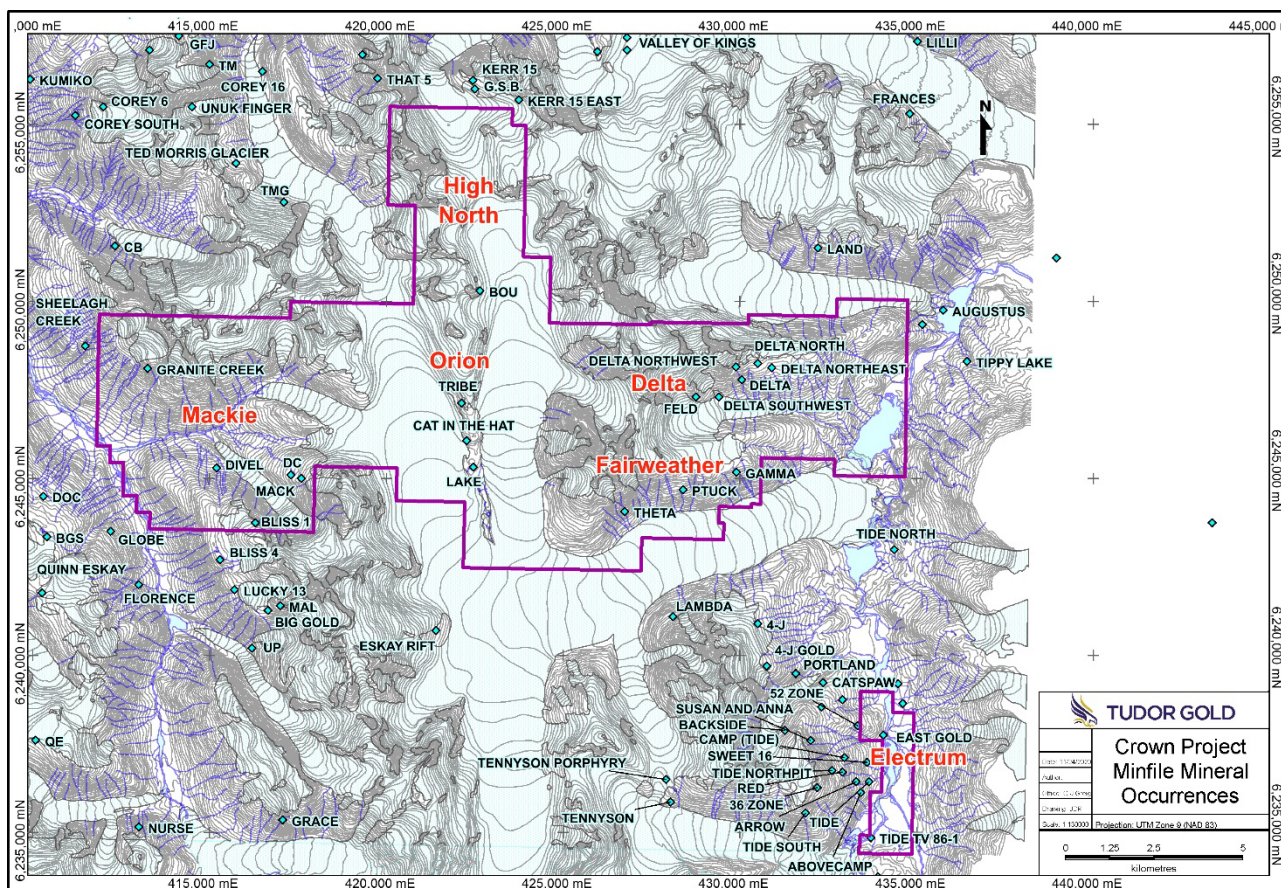 ,000 mE
415,000 mE
420,000 mE
425,000 mE
430,000 mE
435,000 mE
440,000 mE
445,000 m
GFJ
VALLEY OF KINGS
LILLI
TM
KUMIKO
COREY 16
THAT 5
KERR 15
G.S.B.
COREY 6
UNUK FINGER
KERR 15 EAST
FRANCES
N
COREY SOUTH
6,255,000 mN
6,255,000 mN
TED MORRIS GLACIER
TMG
High
North
CB
LAND
SHEELAGH
CREEK
BOU
AUGUSTUS
6,250,000 mN
6,250,000 mN
DELTA NORTH
DELTA NORTHWEST
Orion
GRANITE CREEK
DELTA NORTHEAST
TIPPY LAKE
TRIBE
Delta
DELTA
FELD
DELTA SOUTHWEST
Mackie
CAT IN THE HAT
DIVEL
DC
Fairweather
GAMMA
MACK
LAKE
PTUCK
DOC
6,245,000 mN
6,245,000 mN
THETA
BLISS 1
BGS
GLOBE
TIDE NORTH
BLISS 4
QUINN ESKAY
FLORENCE
LUCKY 13
MAL
BIG GOLD
LAMBDA
4-J
UP
ESKAY RIFT
6,240,000 mN
6,240,000 mN
4-J GOLD
PORTLAND
CATSPAW
52 ZONE
SUSAN AND ANNA
BACKSIDE
CAMP (TIDE)
EAST GOLD
QE
SWEET 16
Electrum
TENNYSON PORPHYRY
TIDE NORTHPIT
RED
36 ZONE
TENNYSON
ARROW
TIDE
NURSE
GRACE
TIDE SOUTH
TIDE TV 86-1
ABOVECAMP
6,235,000 mN
6,235,000 mN
TUDOR GOLD
Crown Project
Minfile Mineral
Occurrences
Projection: UTM Zone 9 (NAD 83)
0 1.25 2.5 5
kilometres
415,000 mE
420,000 mE
425,000 mE
430,000 mE
435,000 mE
440,000 mE